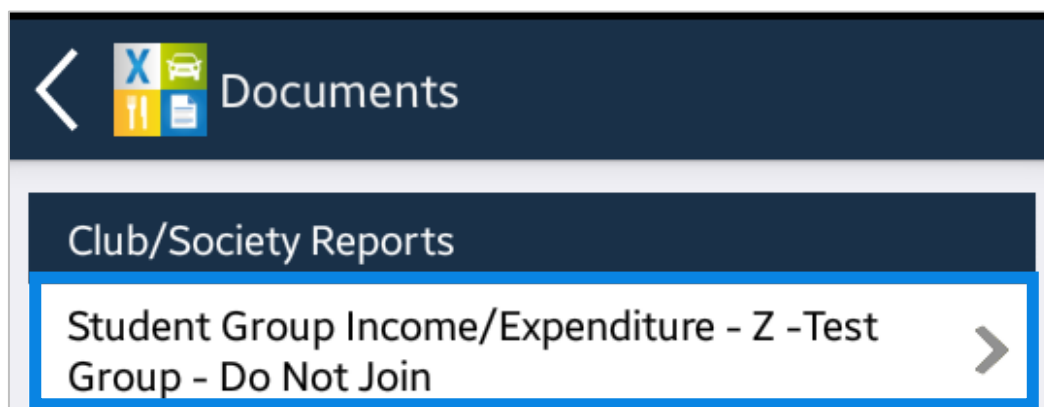 X
Documents
Club/Society Reports
Student Group Income/Expenditure - Z -Test
Group - Do Not Join